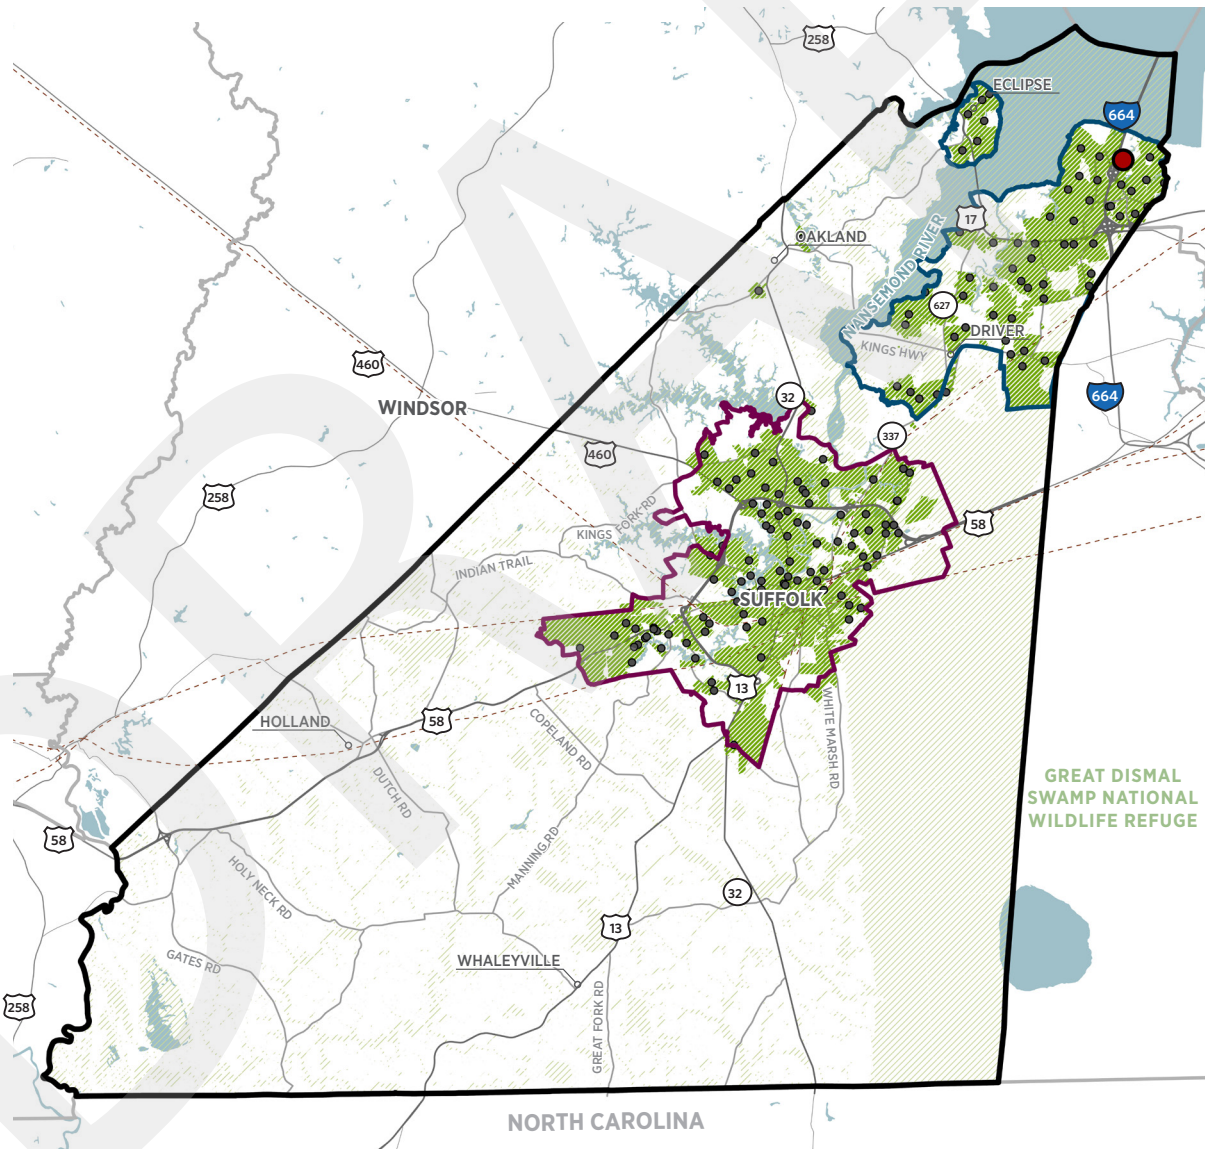 258
ECLIPSE
664
17
OAKLAND
NANSEMOND RIVER
627
DRIVER
KINGS HWY
460
32
664
WINDSOR
337
460
258
KINGS FORK RD
58
INDIAN TRAIL
SUFFOLK
13
HOLLAND
58
COPELAND RD
WHITE MARSH RD
DUTCH RD
GREAT DISMAL
SWAMP NATIONAL
WILDLIFE REFUGE
58
MANNING RD
HOLY NECK RD
32
13
GATES RD
WHALEYVILLE
258
GREAT FORK RD
NORTH CAROLINA
DRA